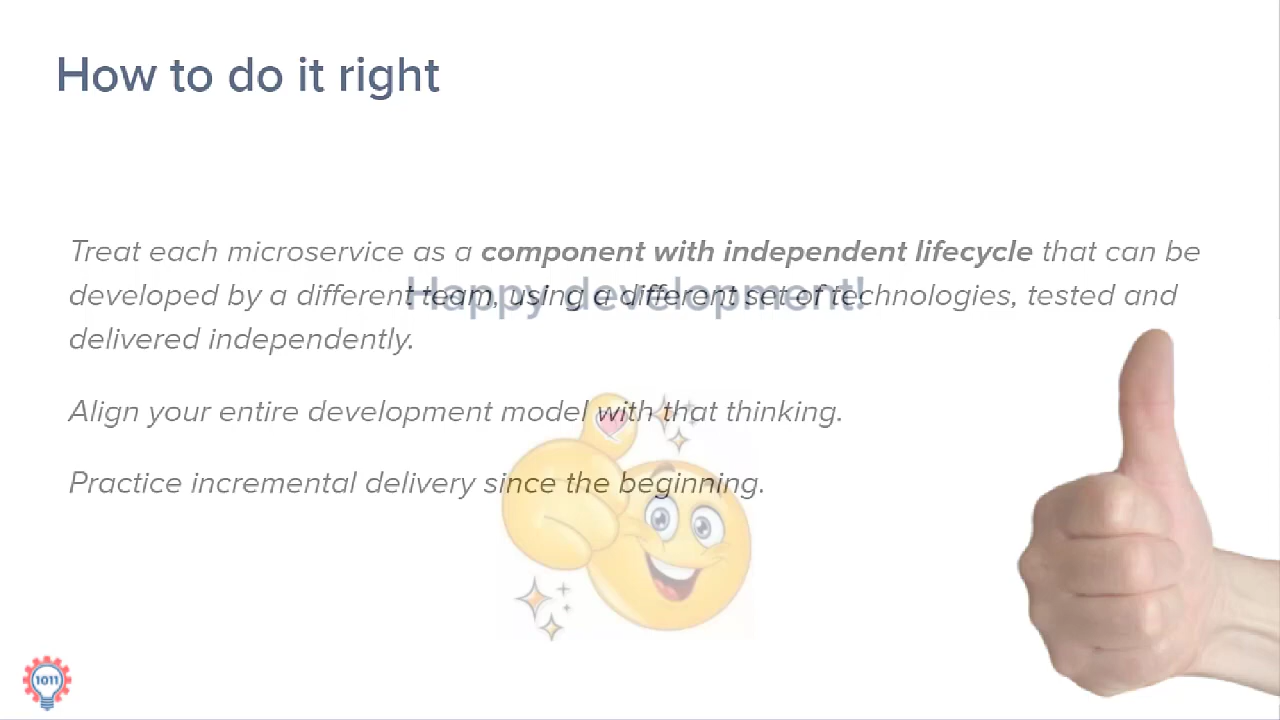 How to do it right
Treat each microservice as a component with independent lifecycle that can be
Happy development!
developed by a different team, using a different set of technologies, tested and
delivered independently.
Align your entire development model with that thinking.
Practice incremental delivery since the beginning.
1011